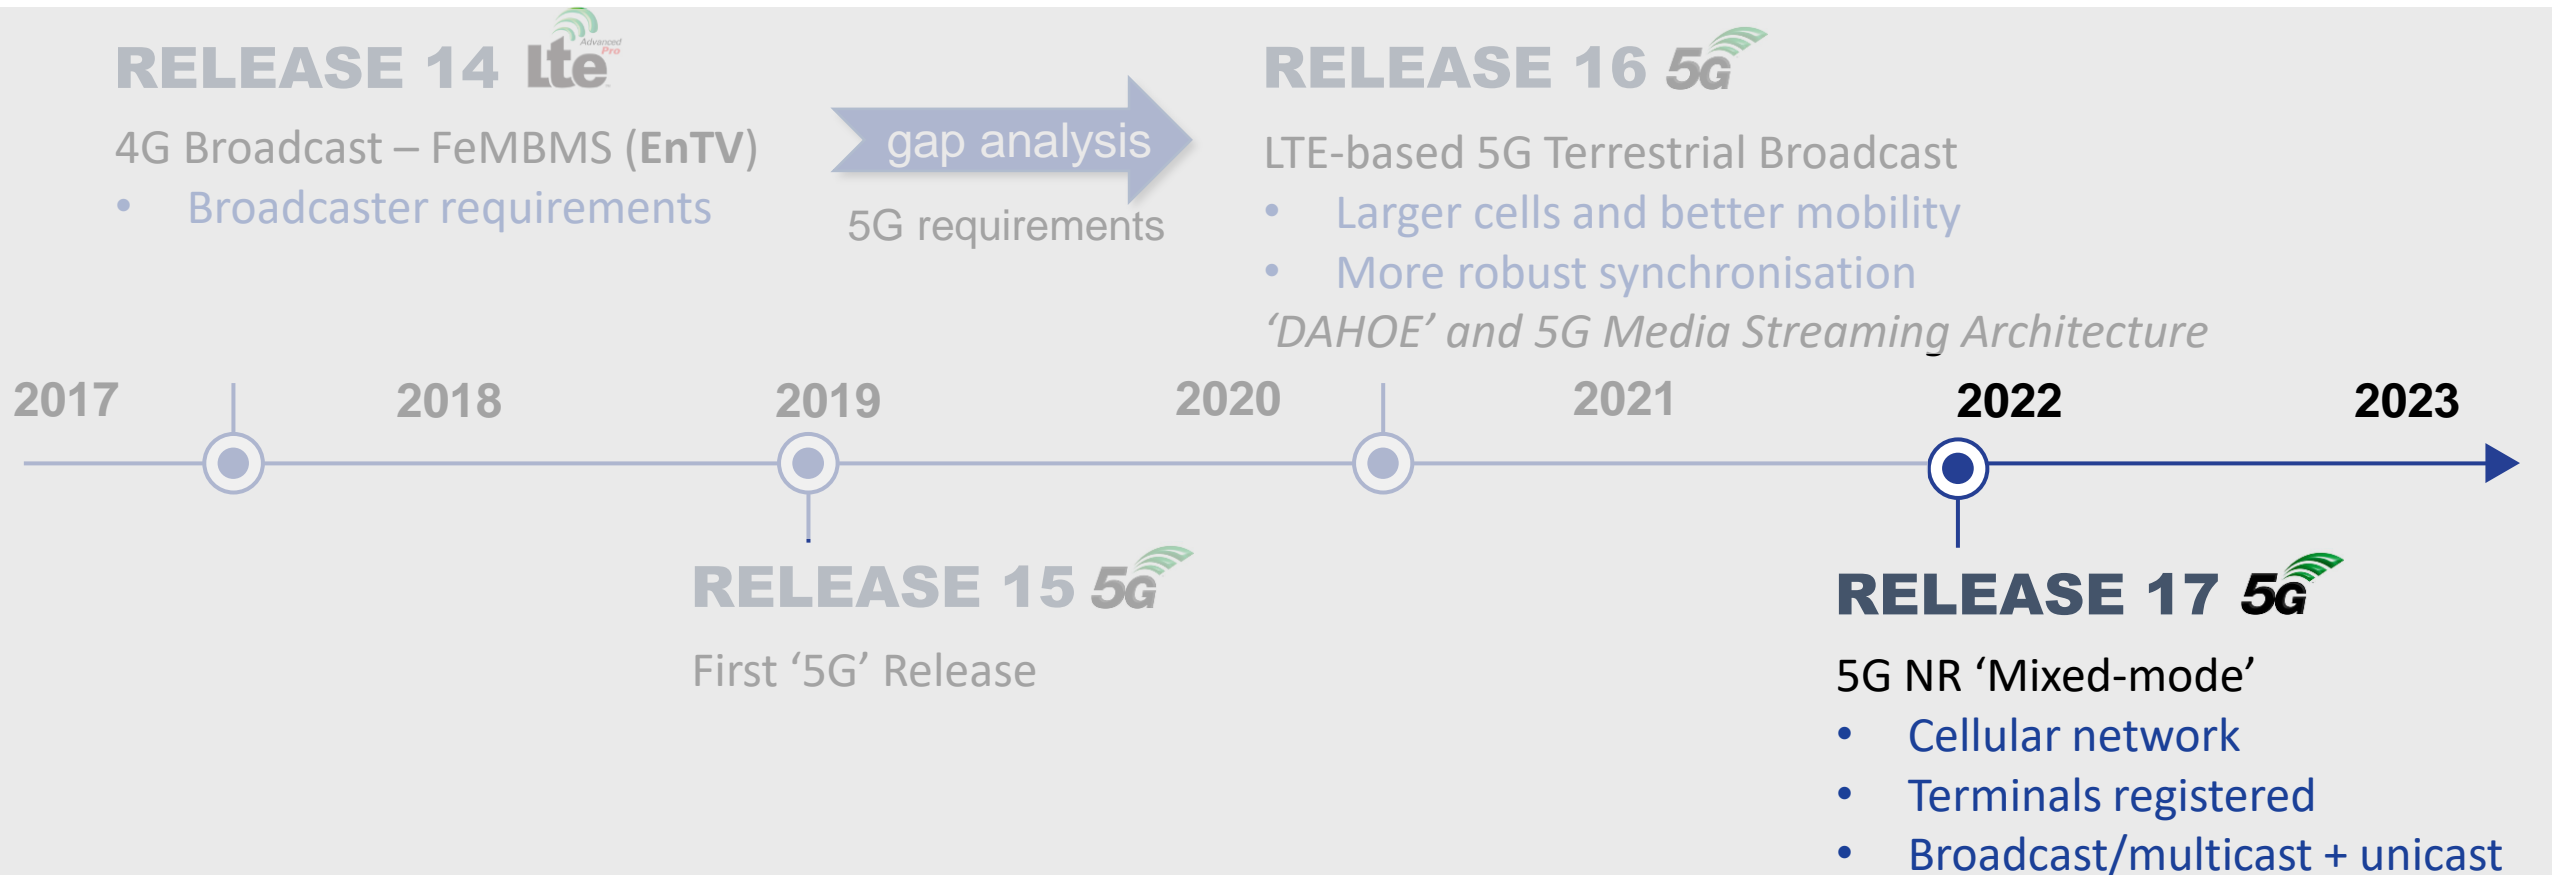 RELEASE 14 Lte Advanced Pro
4G Broadcast – FeMBMS (EnTV)
• Broadcaster requirements
gap analysis
5G requirements
RELEASE 16 5G
LTE-based 5G Terrestrial Broadcast
• Larger cells and better mobility
• More robust synchronisation
‘DAHOE’ and 5G Media Streaming Architecture
2017 2018 2019 2020 2021 2022 2023
RELEASE 15 5G
First ‘5G’ Release
RELEASE 17 5G
5G NR ‘Mixed-mode’
• Cellular network
• Terminals registered
• Broadcast/multicast + unicast